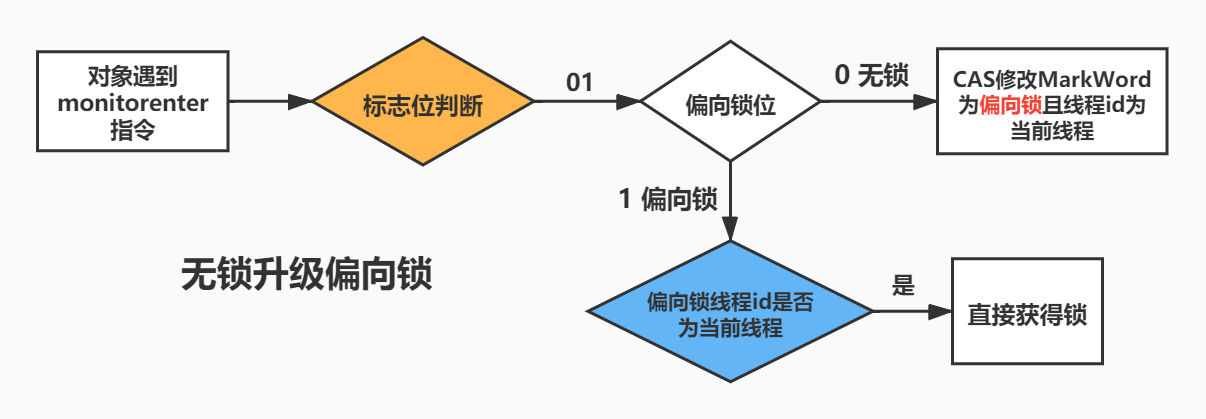 对象遇到
monitorenter
指令
标志位判断
01
偏向锁位
0 无锁
CAS修改MarkWord
为偏向锁且线程id为
当前线程
1 偏向锁
无锁升级偏向锁
偏向锁线程id是否
为当前线程
是
直接获得锁